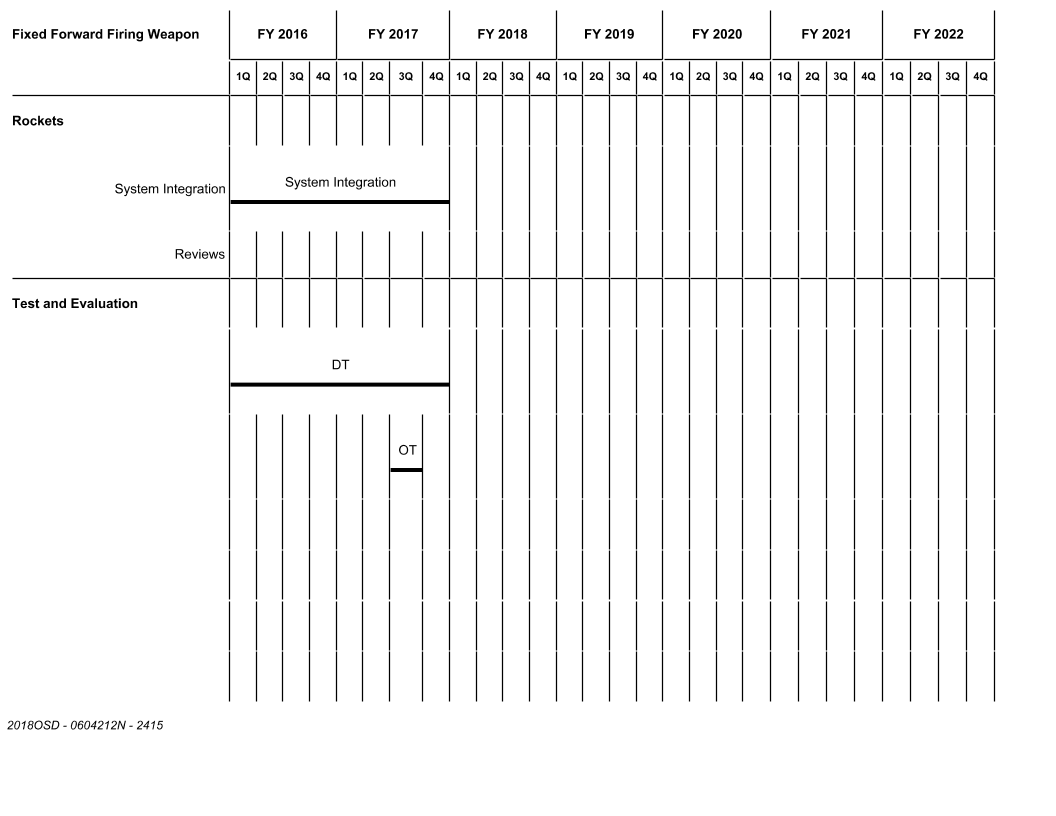 Fixed Forward Firing Weapon FY 2016 FY 2017 FY 2018 FY 2019 FY 2020 FY 2021 FY 2022
1Q 2Q 3Q 4Q 1Q 2Q 3Q 4Q 1Q 2Q 3Q 4Q 1Q 2Q 3Q 4Q 1Q 2Q 3Q 4Q 1Q 2Q 3Q 4Q 1Q 2Q 3Q 4Q
Rockets
System Integration System Integration
Reviews
Test and Evaluation
DT
OT
2018OSD - 0604212N - 2415